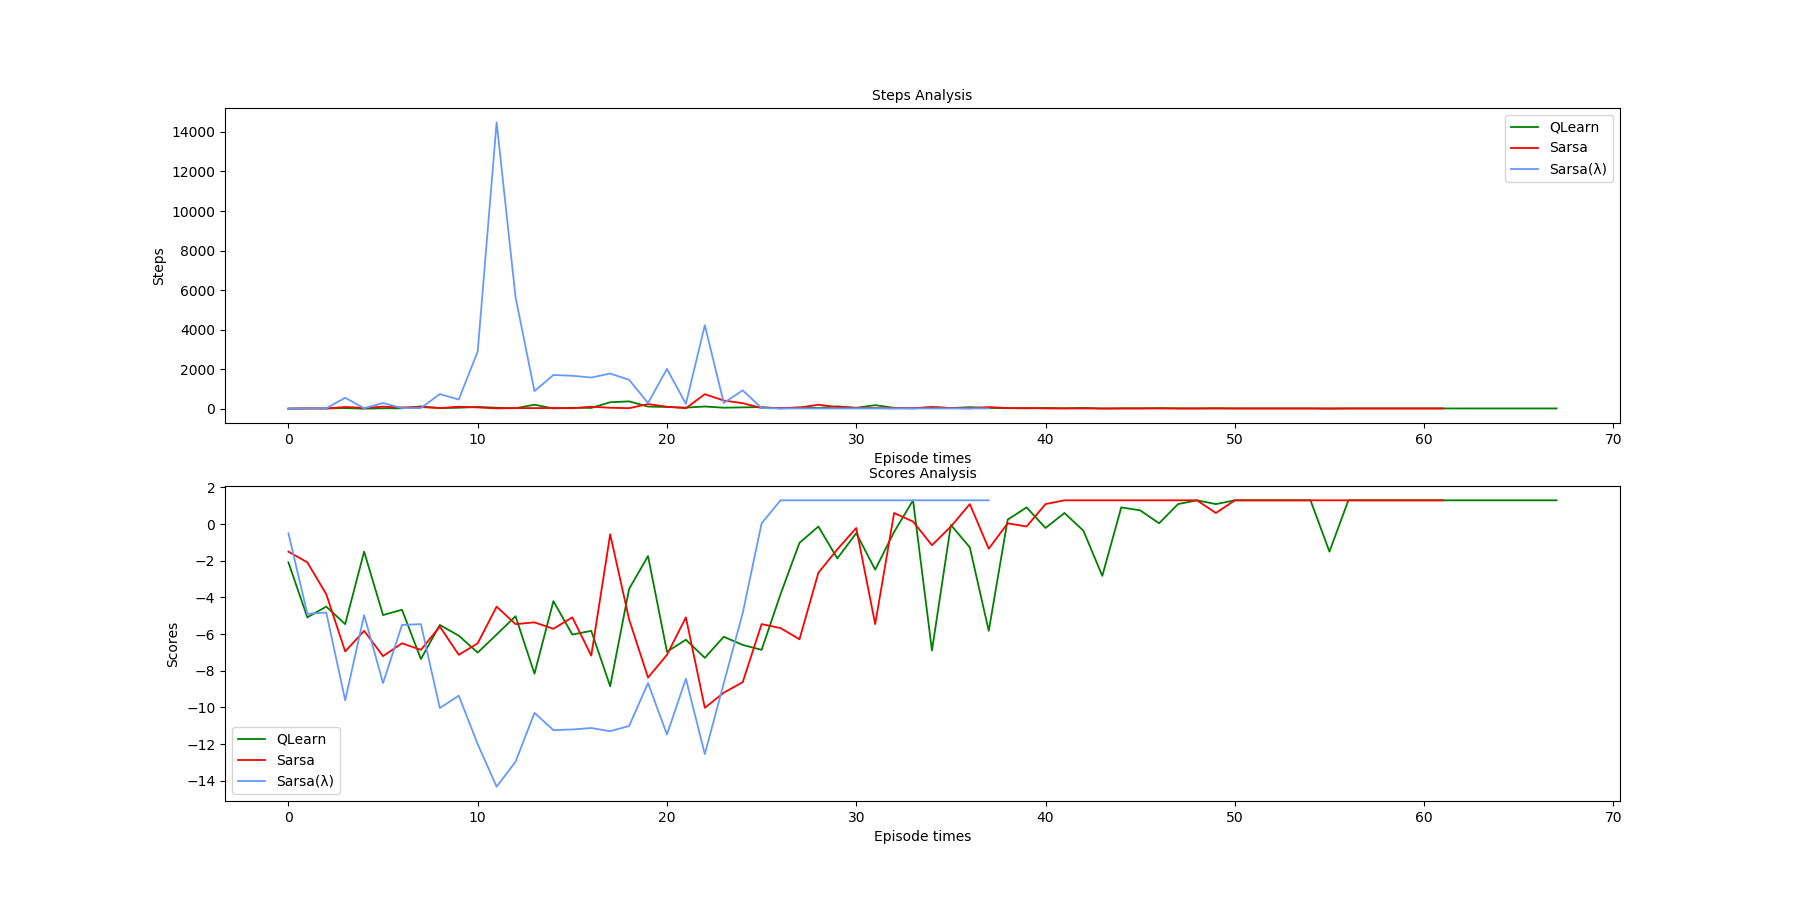 Steps Analysis
14000
12000
10000
8000
6000
4000
2000
0
Steps
QLearn
Sarsa
Sarsa(λ)
0 10 20 30 40 50 60 70
Episode times
Scores Analysis
2
0
−2
−4
−6
−8
−10
−12
−14
Scores
QLearn
Sarsa
Sarsa(λ)
0 10 20 30 40 50 60 70
Episode times